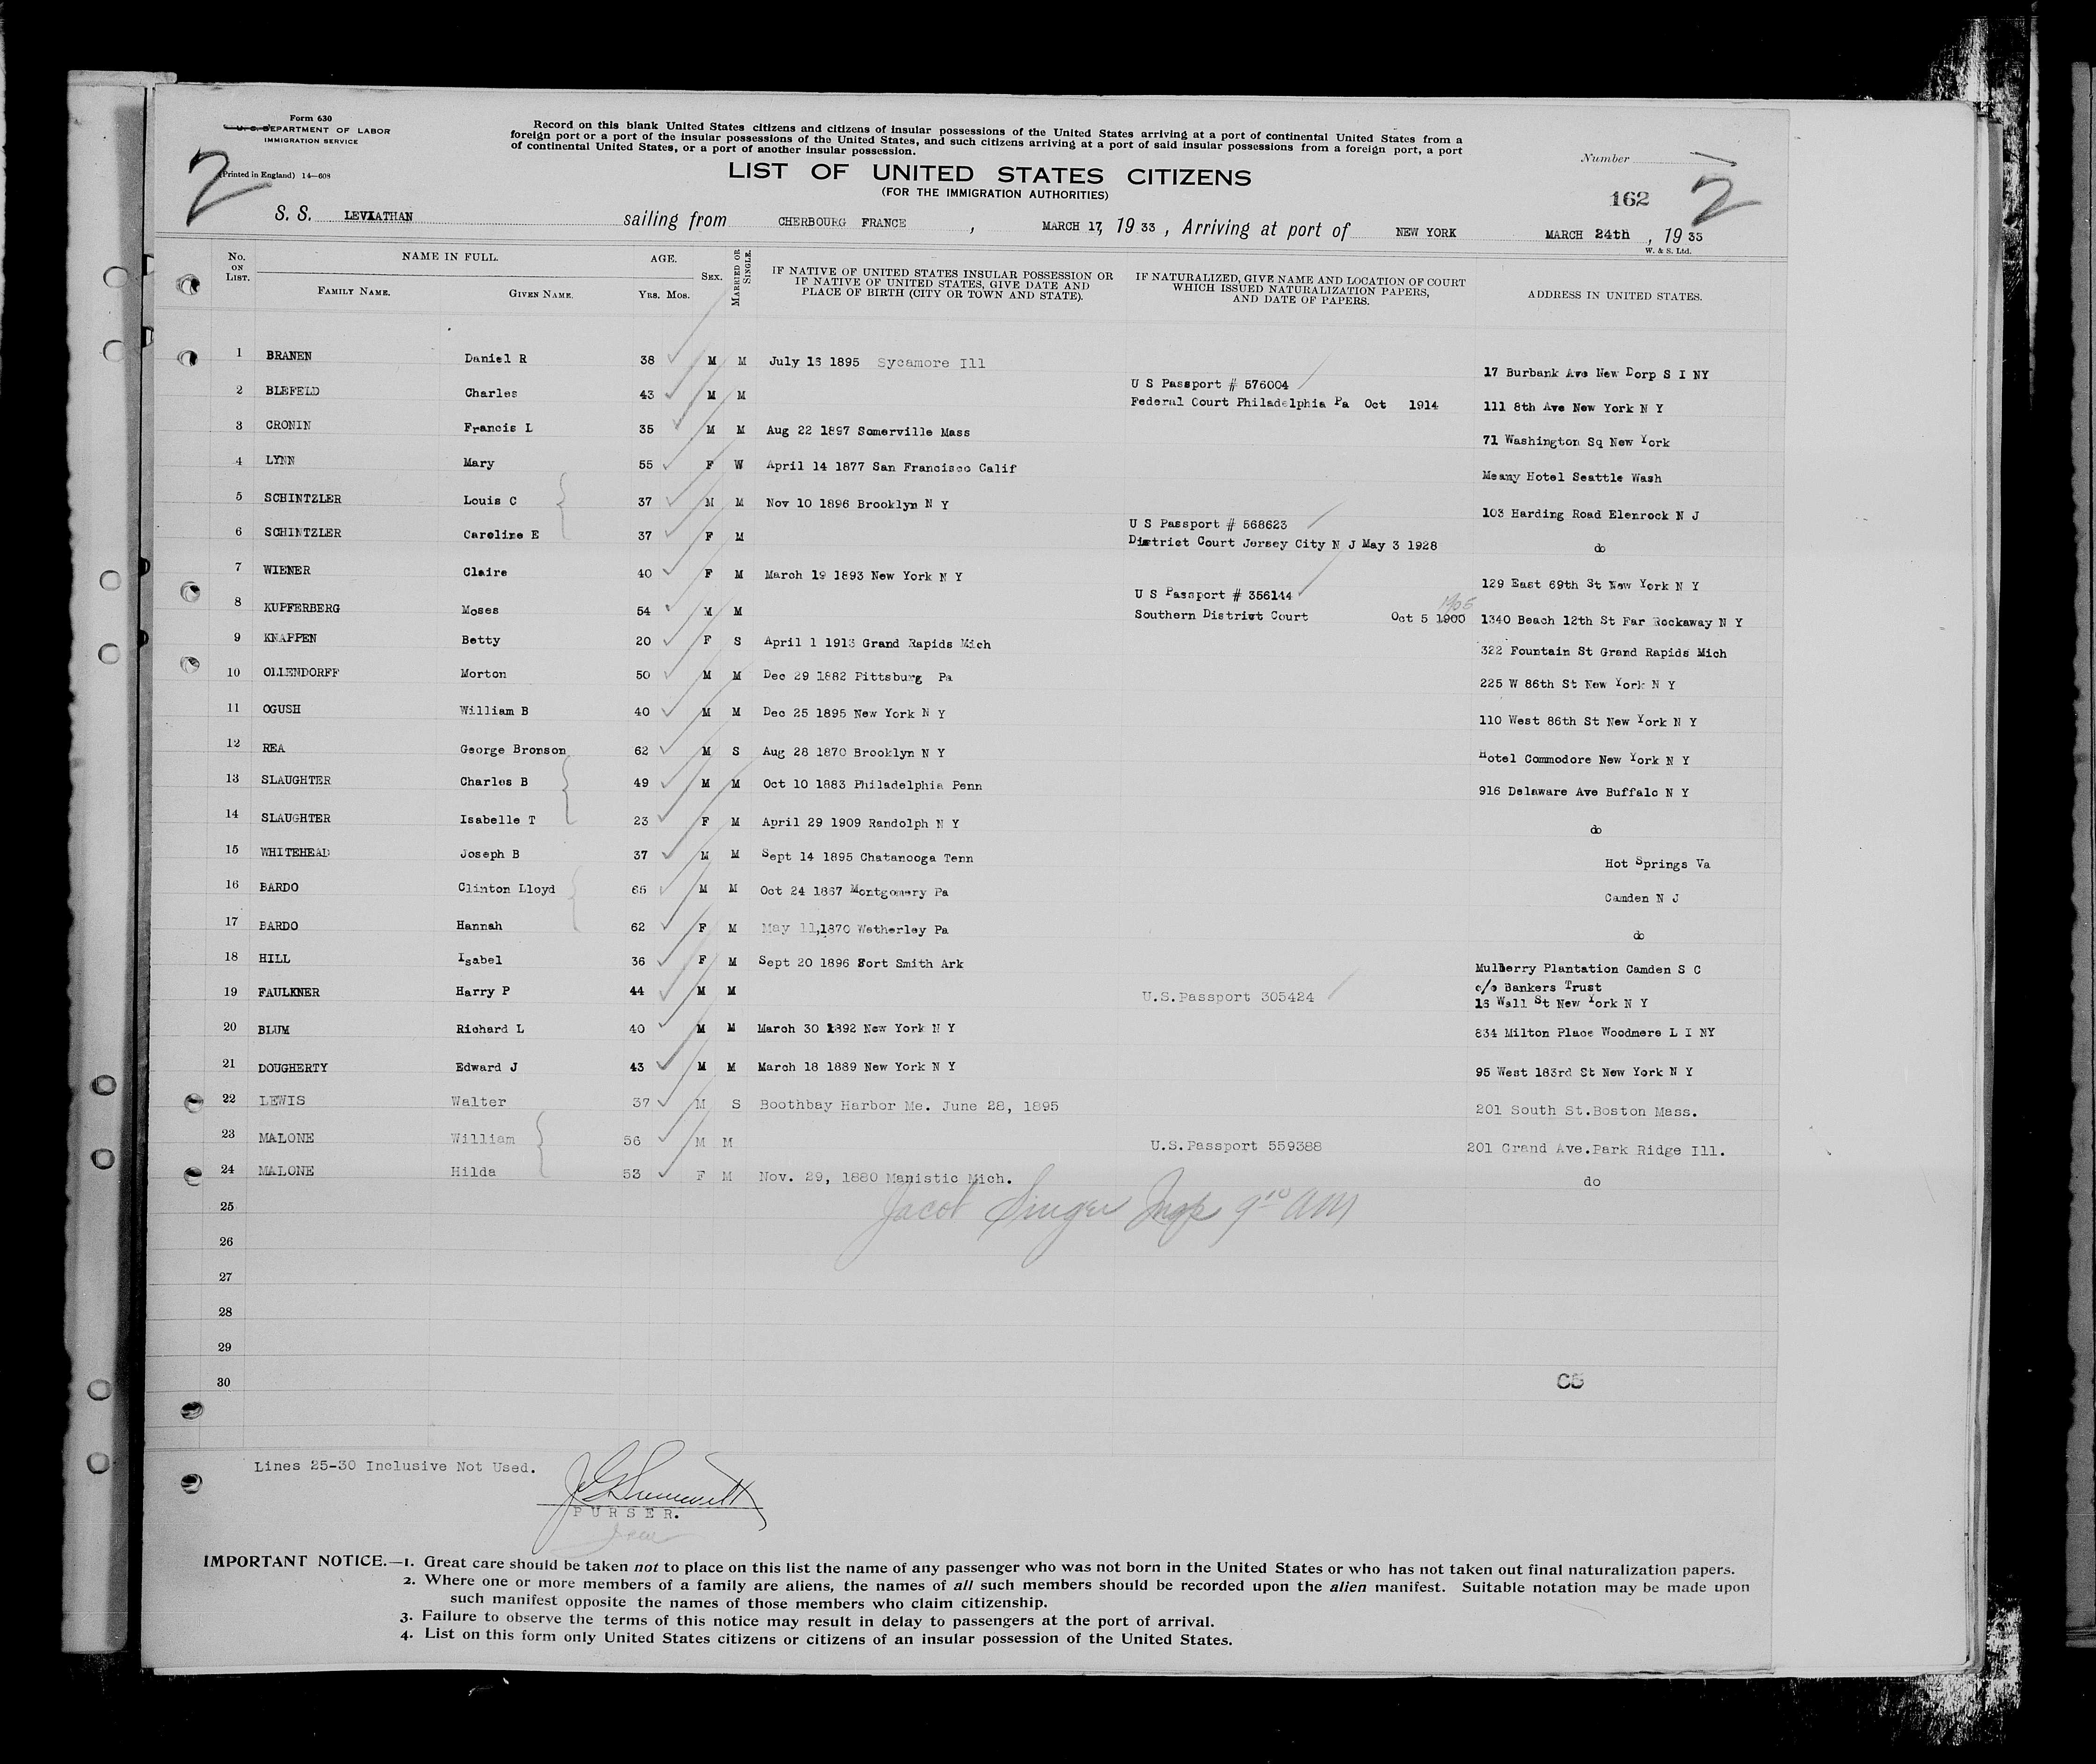 Form 630
U. S. DEPARTMENT OF LABOR
IMMIGRATION SERVICE
(Printed in England) 14—608
2
Record on this blank United States citizens and citizens of insular possessions of the United States arriving at a port of continental United States from a
foreign port or a port of the insular possessions of the United States, and such citizens arriving at a port of said insular possessions from a foreign port, a port
of continental United States, or a port of another insular possession.
LIST OF UNITED STATES CITIZENS
(FOR THE IMMIGRATION AUTHORITIES)
Number
162
2
S. S. LEVIATHAN sailing from CHERBOURG FRANCE , MARCH 17, 19 33 , Arriving at port of NEW YORK MARCH 24th , 19 33
W. & S. Ltd.
No. ON LIST. NAME IN FULL. FAMILY NAME. GIVEN NAME. AGE. YRS. MOS. SEX. MARRIED OR SINGLE. IF NATIVE OF UNITED STATES INSULAR POSSESSION OR IF NATIVE OF UNITED STATES, GIVE DATE AND PLACE OF BIRTH (CITY OR TOWN AND STATE). IF NATURALIZED, GIVE NAME AND LOCATION OF COURT WHICH ISSUED NATURALIZATION PAPERS, AND DATE OF PAPERS. ADDRESS IN UNITED STATES.
1 BRANEN Daniel R 38 M M July 16 1895 Sycamore Ill 17 Burbank Ave New Dorp S I NY
2 BLEFELD Charles 43 M M U S Passport # 576004 Federal Court Philadelphia Pa Oct 1914 111 8th Ave New York N Y
3 CRONIN Francis L 35 M M Aug 22 1897 Somerville Mass 71 Washington Sq New York
4 LYNN Mary 55 F W April 14 1877 San Francisco Calif Meany Hotel Seattle Wash
5 SCHINTZLER Louis C 37 M M Nov 10 1896 Brooklyn N Y 103 Harding Road Elenrock N J
6 SCHINTZLER Caroline E 37 F M U S Passport # 568623 District Court Jersey City N J May 3 1928 do
7 WIENER Claire 40 F M March 19 1893 New York N Y 129 East 69th St New York N Y
8 KUPFERBERG Moses 54 M M U S Passport # 356144 Southern District Court Oct 5 1900 1905 1340 Beach 12th St Far Rockaway N Y
9 KNAPPEN Betty 20 F S April 1 1913 Grand Rapids Mich 322 Fountain St Grand Rapids Mich
10 OLLENDORFF Morton 50 M M Dec 29 1882 Pittsburg Pa 225 W 86th St New York N Y
11 OGUSH William B 40 M M Dec 25 1895 New York N Y 110 West 86th St New York N Y
12 REA George Bronson 62 M S Aug 28 1870 Brooklyn N Y Hotel Commodore New York N Y
13 SLAUGHTER Charles B 49 M M Oct 10 1883 Philadelphia Penn 916 Delaware Ave Buffalo N Y
14 SLAUGHTER Isabelle T 23 F M April 29 1909 Randolph N Y do
15 WHITEHEAD Joseph B 37 M M Sept 14 1895 Chatanooga Tenn Hot Springs Va
16 BARDO Clinton Lloyd 65 M M Oct 24 1867 Montgomery Pa Camden N J
17 BARDO Hannah 62 F M May 11,1870 Wetherley Pa do
18 HILL Isabel 36 F M Sept 20 1896 Fort Smith Ark Mulberry Plantation Camden S C
19 FAULKNER Harry P 44 M M U.S.Passport 305424 c/o Bankers Trust 16 Wall St New York N Y
20 BLUM Richard L 40 M M March 30 1892 New York N Y 834 Milton Place Woodmere L I NY
21 DOUGHERTY Edward J 43 M M March 18 1889 New York N Y 95 West 183rd St New York N Y
22 LEWIS Walter 37 M S Boothbay Harbor Me. June 28, 1895 201 South St.Boston Mass.
23 MALONE William 56 M M U.S.Passport 559388 201 Grand Ave.Park Ridge Ill.
24 MALONE Hilda 53 F M Nov. 29, 1880 Manistic Mich. do
25 Jacob Singer Insp 9 10 AM
26
27
28
29
30
Lines 25-30 Inclusive Not Used.
PURSER.
IMPORTANT NOTICE.—1. Great care should be taken not to place on this list the name of any passenger who was not born in the United States or who has not taken out final naturalization papers.
2. Where one or more members of a family are aliens, the names of all such members should be recorded upon the alien manifest. Suitable notation may be made upon
such manifest opposite the names of those members who claim citizenship.
3. Failure to observe the terms of this notice may result in delay to passengers at the port of arrival.
4. List on this form only United States citizens or citizens of an insular possession of the United States.